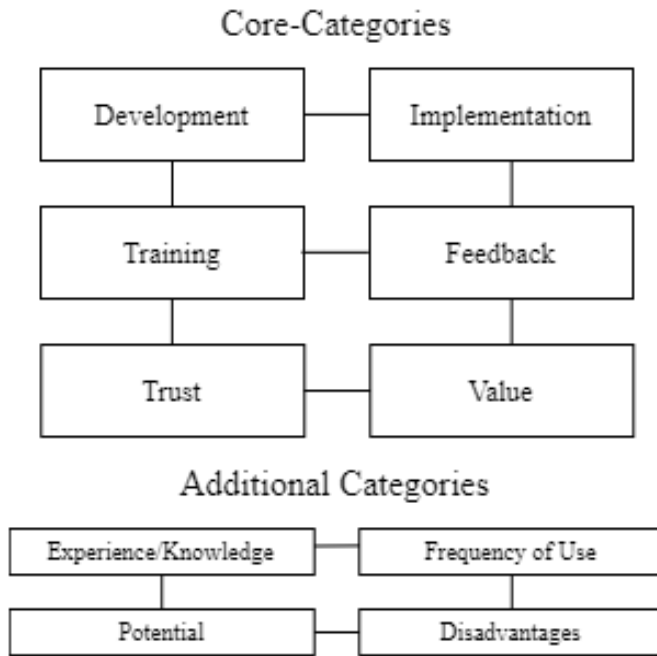 Core-Categories
Development
Implementation
Training
Feedback
Trust
Value
Additional Categories
Experience/Knowledge
Frequency of Use
Potential
Disadvantages